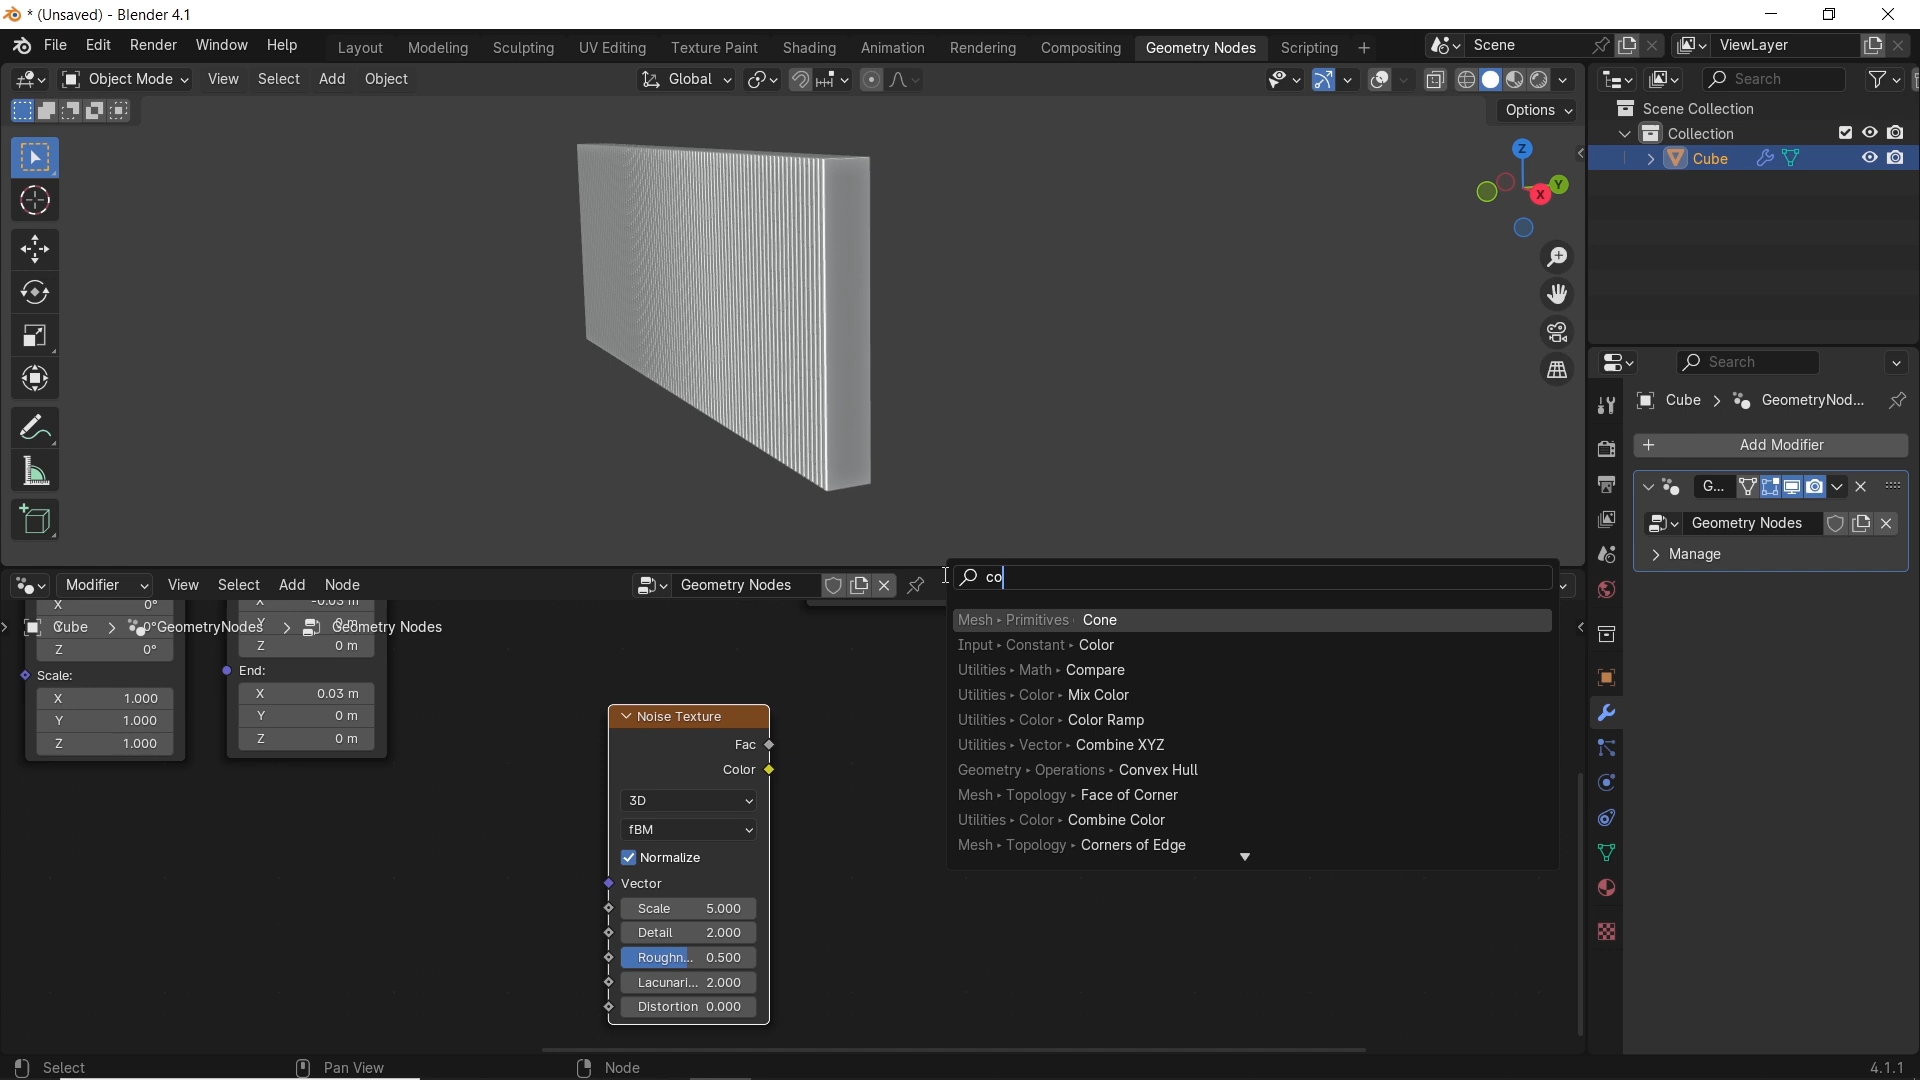 * (Unsaved) - Blender 4.1
File Edit Render Window Help Layout Modeling Sculpting UV Editing Texture Paint Shading Animation Rendering Compositing Geometry Nodes Scripting + Scene ViewLayer
Object Mode View Select Add Object Global Search
Options
Scene Collection
Collection
Cube
Z
Y
X
Search
Cube > GeometryNod...
+ Add Modifier
G...
Geometry Nodes
Manage
Modifier View Select Add Node Geometry Nodes
co
X 0°
Y 0°
Z 0°
Scale:
X 1.000
Y 1.000
Z 1.000
X -0.03 m
Y 0 m
Z 0 m
End:
X 0.03 m
Y 0 m
Z 0 m
Cube > GeometryNodes > Geometry Nodes
Mesh ▸ Primitives ▸ Cone
Input ▸ Constant ▸ Color
Utilities ▸ Math ▸ Compare
Utilities ▸ Color ▸ Mix Color
Utilities ▸ Color ▸ Color Ramp
Utilities ▸ Vector ▸ Combine XYZ
Geometry ▸ Operations ▸ Convex Hull
Mesh ▸ Topology ▸ Face of Corner
Utilities ▸ Color ▸ Combine Color
Mesh ▸ Topology ▸ Corners of Edge
Noise Texture
Fac
Color
3D
fBM
Normalize
Vector
Scale 5.000
Detail 2.000
Roughn... 0.500
Lacunari... 2.000
Distortion 0.000
Select Pan View Node 4.1.1